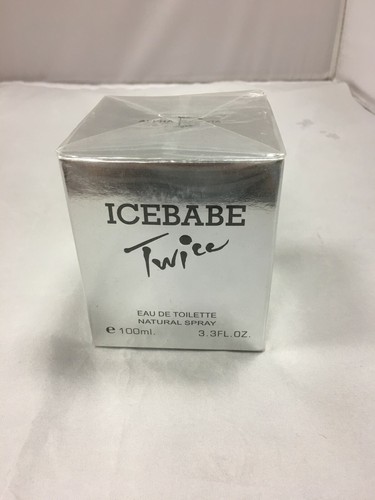 ICEBABE
Twice
EAU DE TOILETTE
NATURAL SPRAY
e 100ml. 3.3FL.OZ.